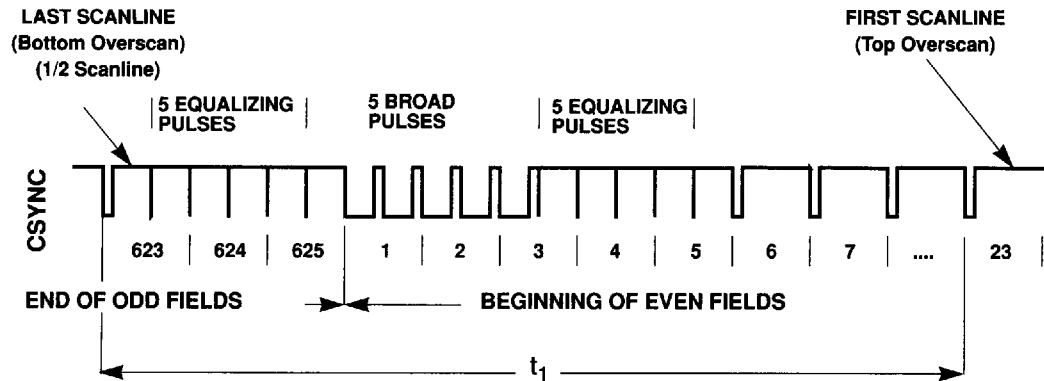 LAST SCANLINE
(Bottom Overscan)
(1/2 Scanline)
FIRST SCANLINE
(Top Overscan)
5 EQUALIZING
PULSES
5 BROAD
PULSES
5 EQUALIZING
PULSES
CSYNC
623 624 625 1 2 3 4 5 6 7 .... 23
END OF ODD FIELDS
BEGINNING OF EVEN FIELDS
t1